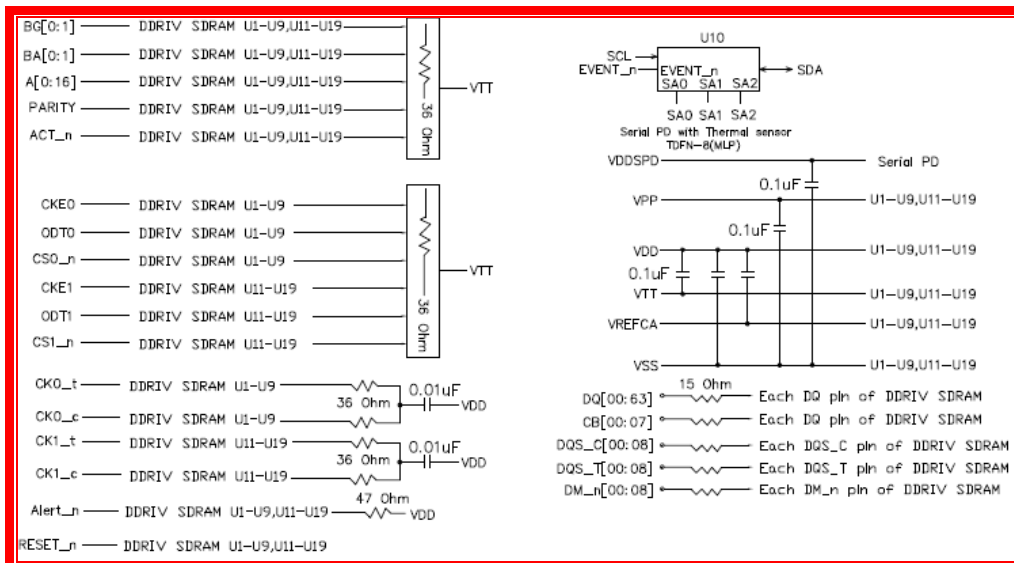 BG[0:1] DDRIV SDRAM U1-U9,U11-U19
BA[0:1] DDRIV SDRAM U1-U9,U11-U19
A[0:16] DDRIV SDRAM U1-U9,U11-U19
PARITY DDRIV SDRAM U1-U9,U11-U19
ACT_n DDRIV SDRAM U1-U9,U11-U19
36 Ohm
VTT
CKE0 DDRIV SDRAM U1-U9
ODT0 DDRIV SDRAM U1-U9
CS0_n DDRIV SDRAM U1-U9
CKE1 DDRIV SDRAM U11-U19
ODT1 DDRIV SDRAM U11-U19
CS1_n DDRIV SDRAM U11-U19
36 Ohm
VTT
CK0_t DDRIV SDRAM U1-U9
36 Ohm 0.01uF VDD
CK0_c DDRIV SDRAM U1-U9
CK1_t DDRIV SDRAM U11-U19
36 Ohm 0.01uF VDD
CK1_c DDRIV SDRAM U11-U19
47 Ohm
Alert_n DDRIV SDRAM U1-U9,U11-U19 VDD
RESET_n DDRIV SDRAM U1-U9,U11-U19
U10
SCL
EVENT_n EVENT_n SDA
SA0 SA1 SA2
SA0 SA1 SA2
Serial PD with Thermal sensor
TDFN-8(MLP)
VDDSPD Serial PD
0.1uF
VPP U1-U9,U11-U19
0.1uF
VDD U1-U9,U11-U19
0.1uF
VTT U1-U9,U11-U19
VREFCA U1-U9,U11-U19
VSS U1-U9,U11-U19
15 Ohm
DQ[00:63] Each DQ pin of DDRIV SDRAM
CB[00:07] Each DQ pin of DDRIV SDRAM
DQS_C[00:08] Each DQS_C pin of DDRIV SDRAM
DQS_T[00:08] Each DQS_T pin of DDRIV SDRAM
DM_n[00:08] Each DM_n pin of DDRIV SDRAM